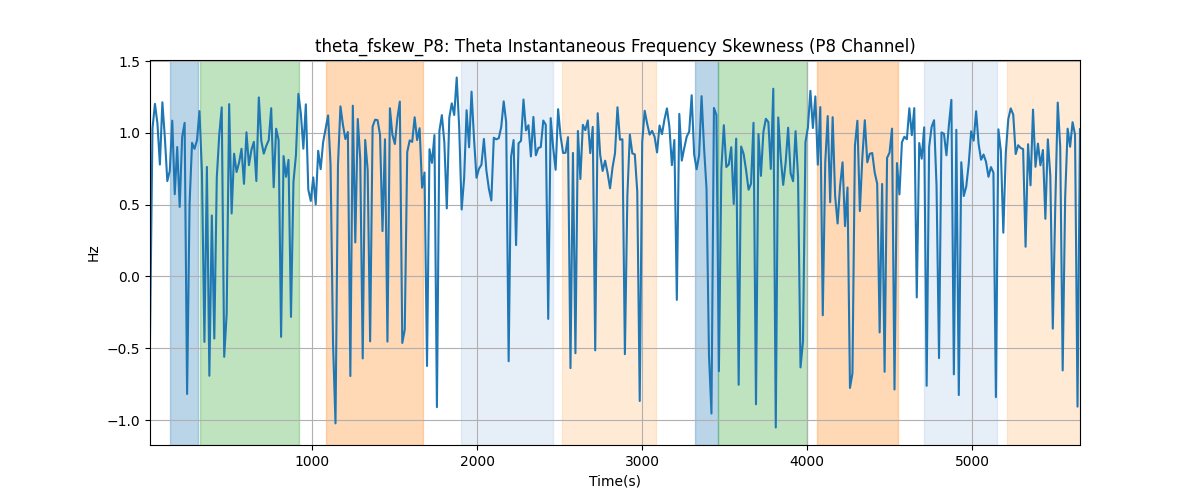 theta_fskew_P8: Theta Instantaneous Frequency Skewness (P8 Channel)
1.5
1.0
0.5
0.0
−0.5
−1.0
Hz
1000 2000 3000 4000 5000
Time(s)